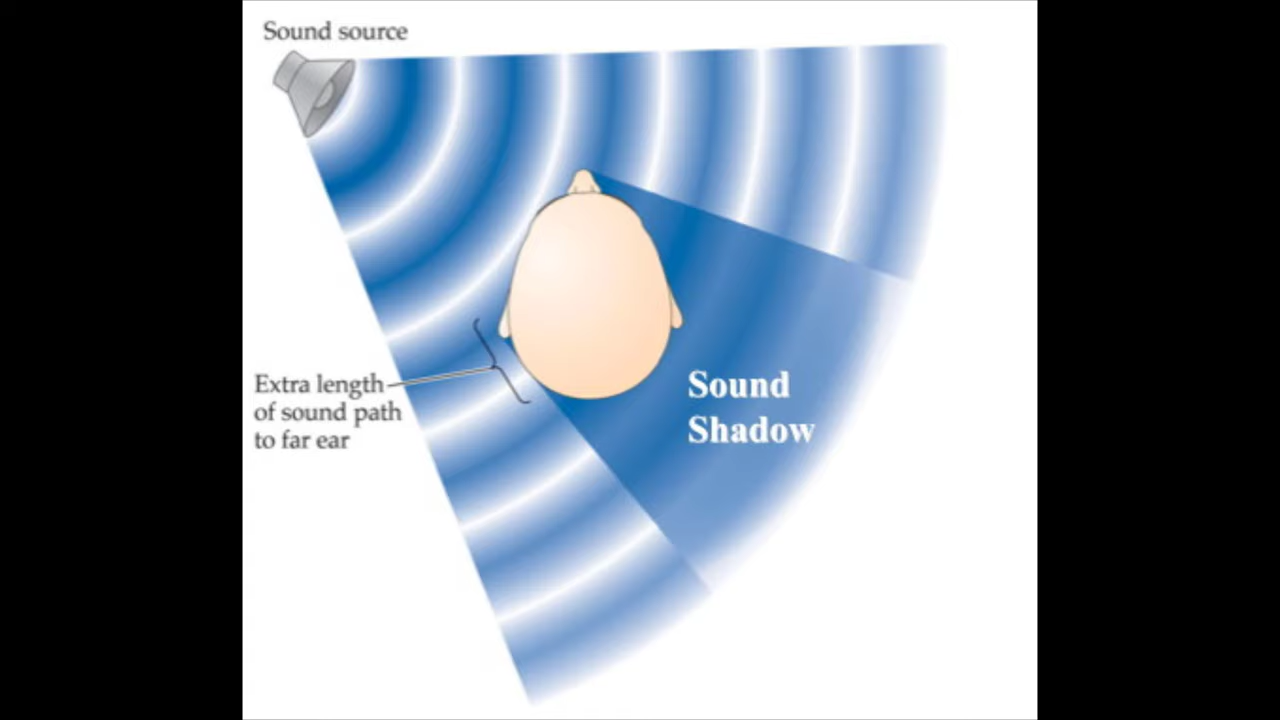 Sound source
Extra length
of sound path
to far ear
Sound
Shadow